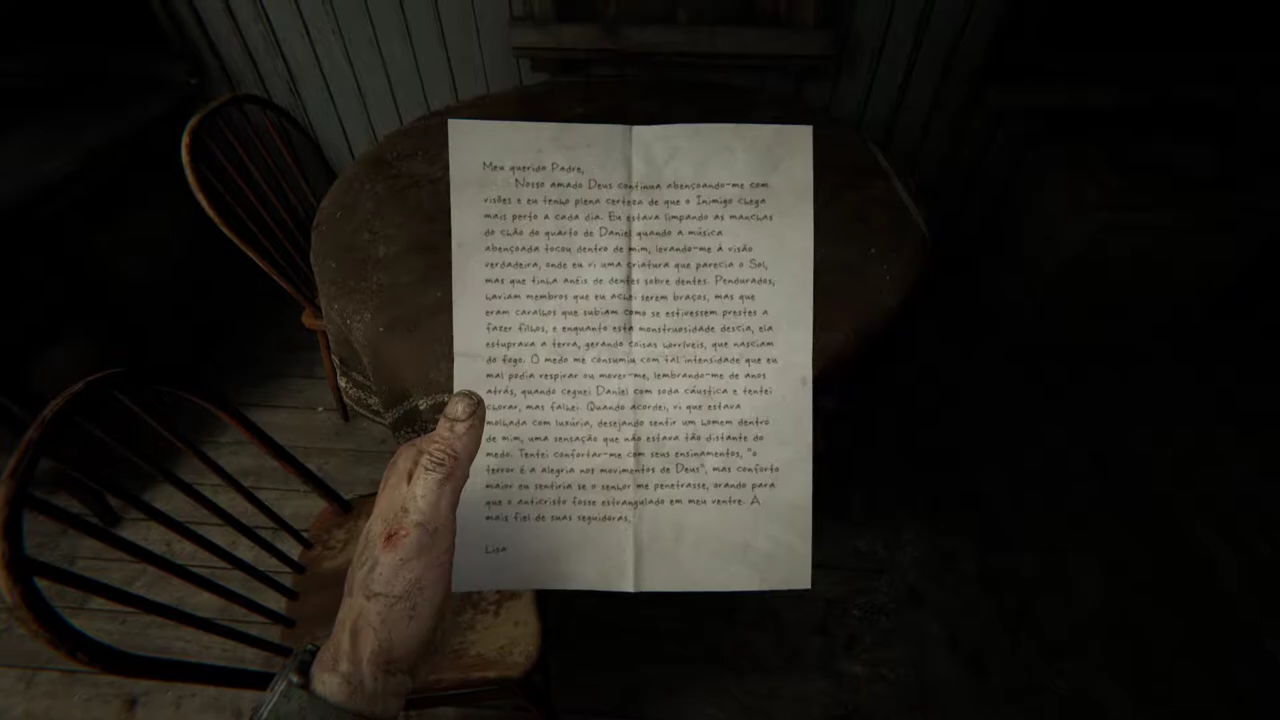 Meu querido Padre,
Nosso amado Deus continua abençoando-me com
visões e eu tenho plena certeza de que o Inimigo chega
mais perto a cada dia. Eu estava limpando as manchas
do chão do quarto de Daniel quando a música
abençoada tocou dentro de mim, levando-me à visão
verdadeira, onde eu vi uma criatura que parecia o Sol,
mas que tinha anéis de dentes sobre dentes. Pendurados,
haviam membros que eu achei serem braços, mas que
eram caralhos que subiam como se estivessem prestes a
fazer filhos, e enquanto esta monstruosidade descia, ela
estuprava a terra, gerando coisas horríveis, que nasciam
do fogo. O medo me consumiu com tal intensidade que eu
mal podia respirar ou mover-me, lembrando-me de anos
atrás, quando ceguei Daniel com soda cáustica e tentei
chorar, mas falhei. Quando acordei, vi que estava
molhada com luxúria, desejando sentir um homem dentro
de mim, uma sensação que não estava tão distante do
medo. Tentei confortar-me com seus ensinamentos, "o
terror é a alegria nos movimentos de Deus", mas conforto
maior eu sentiria se o senhor me penetrasse, orando para
que o anticristo fosse estrangulado em meu ventre. A
mais fiel de suas seguidoras,
Lisa